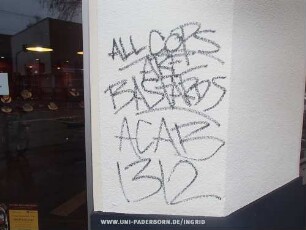 ALL COPS
ARE
BASTARDS
ACAB
1312
WWW.UNI-PADERBORN.DE/INGRID